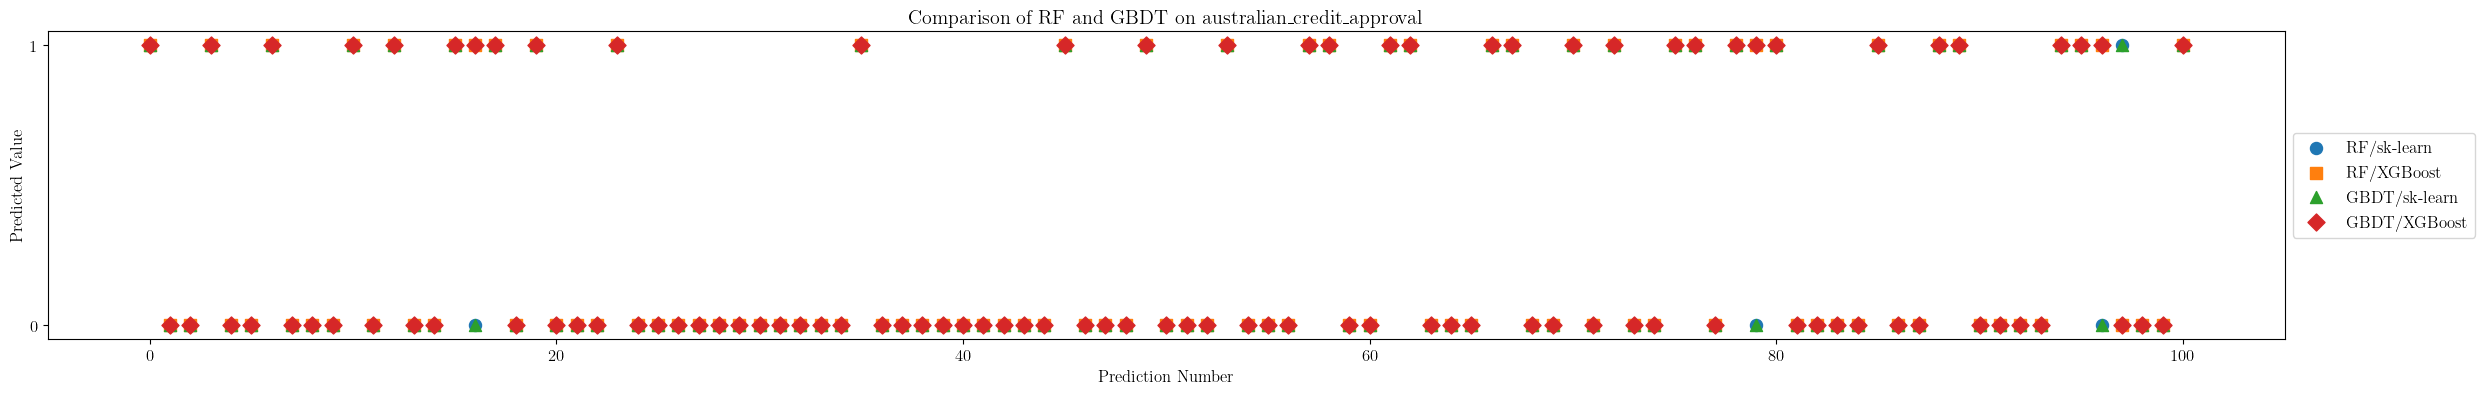 Comparison of RF and GBDT on australian_credit_approval
Predicted Value
1
0
0 20 40 60 80 100
Prediction Number
RF/sk-learn
RF/XGBoost
GBDT/sk-learn
GBDT/XGBoost